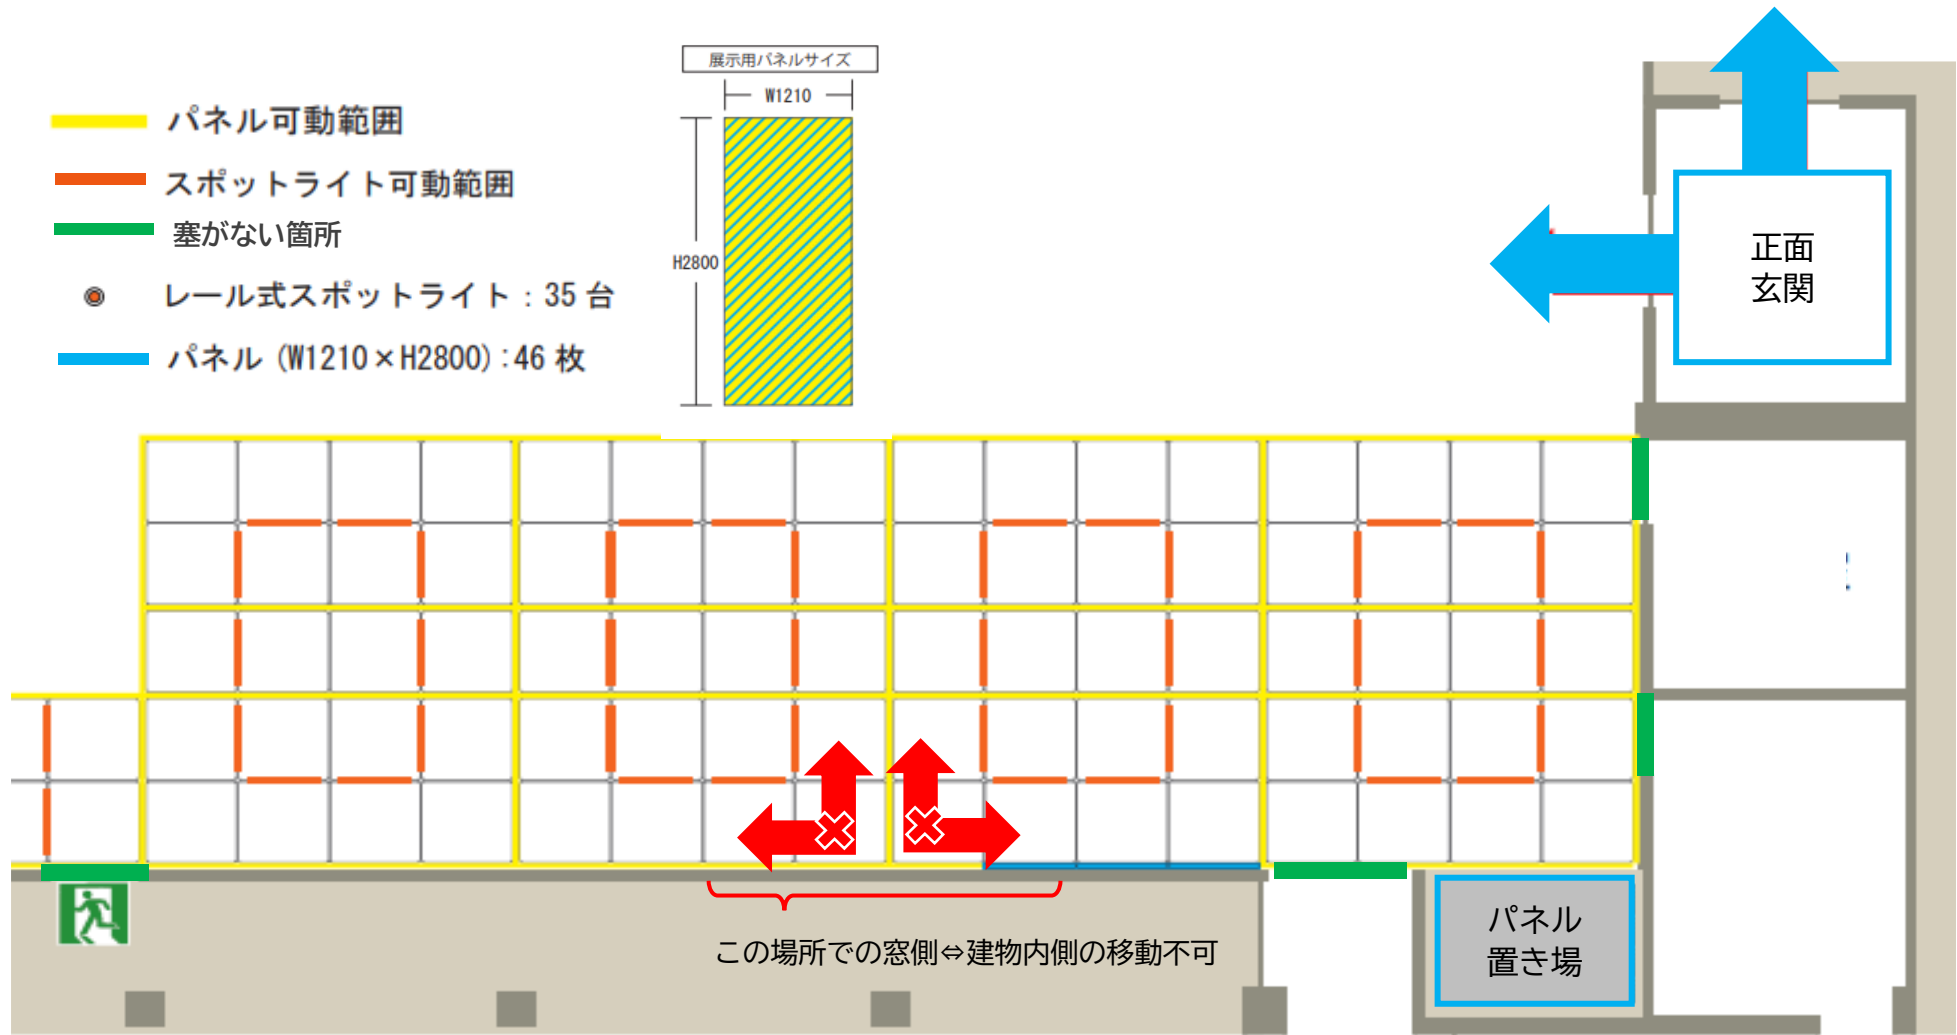 展示用パネルサイズ
W1210
H2800
パネル可動範囲
スポットライト可動範囲
塞がない箇所
レール式スポットライト：35 台
パネル (W1210×H2800)：46 枚
正面
玄関
この場所での窓側⇔建物内側の移動不可
パネル
置き場